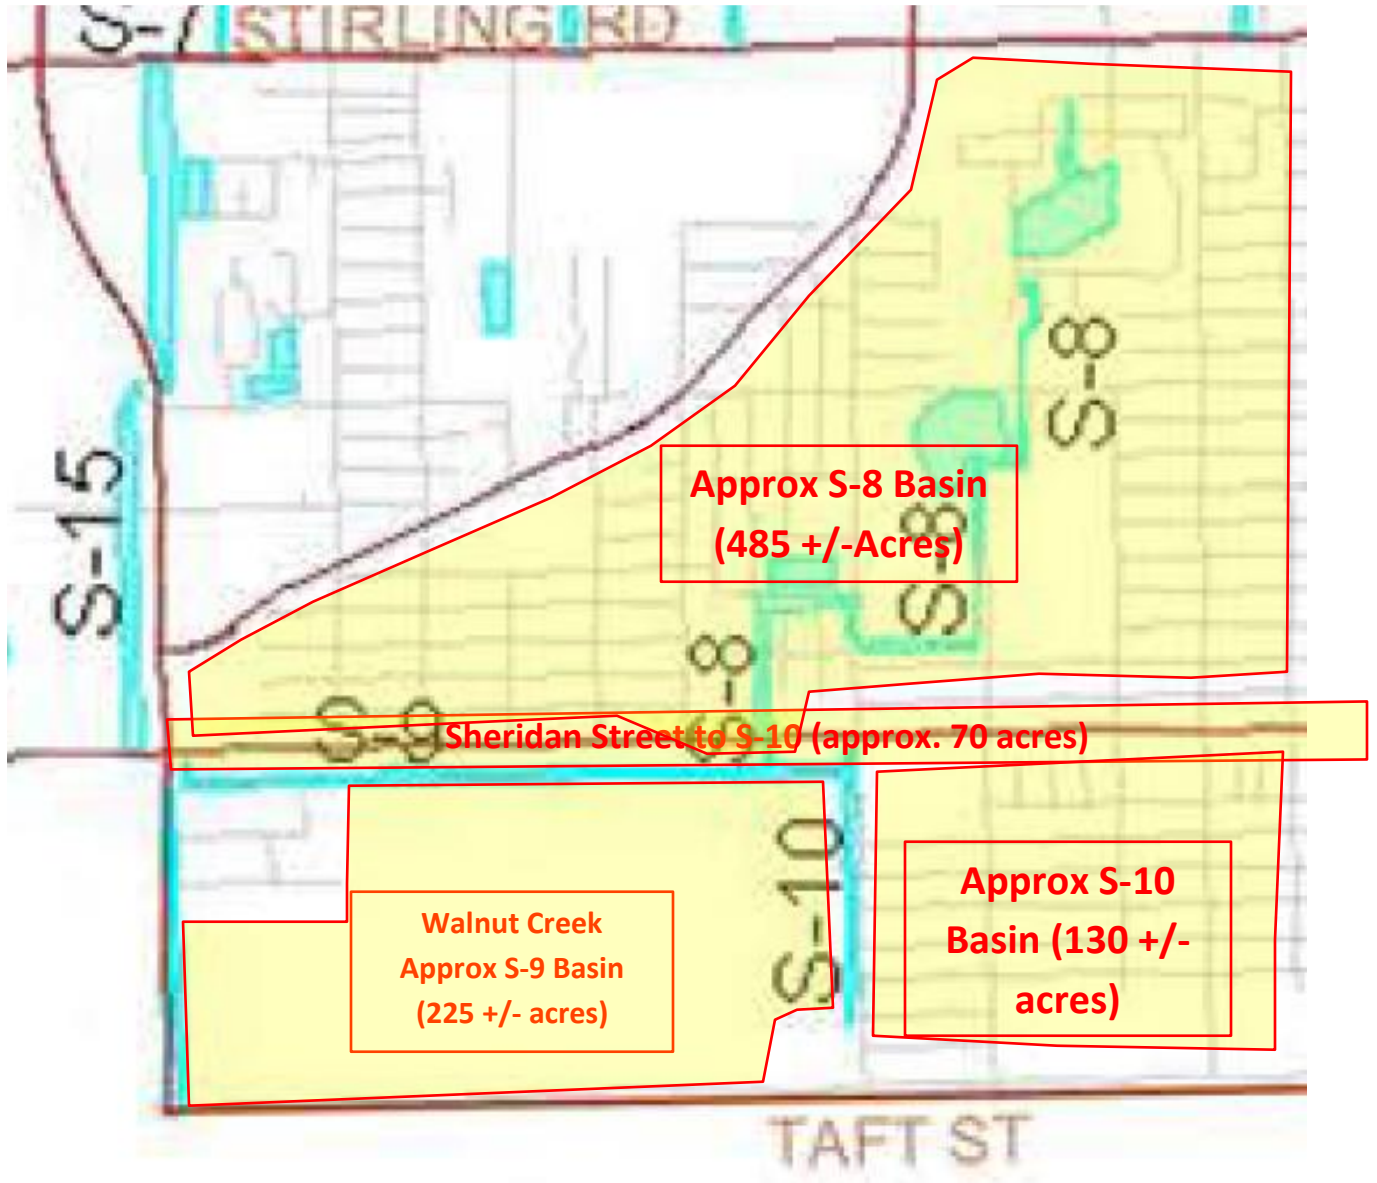 S-7
STIRLING RD
S-8
S-15
Approx S-8 Basin
(485 +/-Acres)
S-8
S-8
S-9
Sheridan Street to S-10 (approx. 70 acres)
S-10
Approx S-10
Basin (130 +/-
acres)
Walnut Creek
Approx S-9 Basin
(225 +/- acres)
TAFT ST